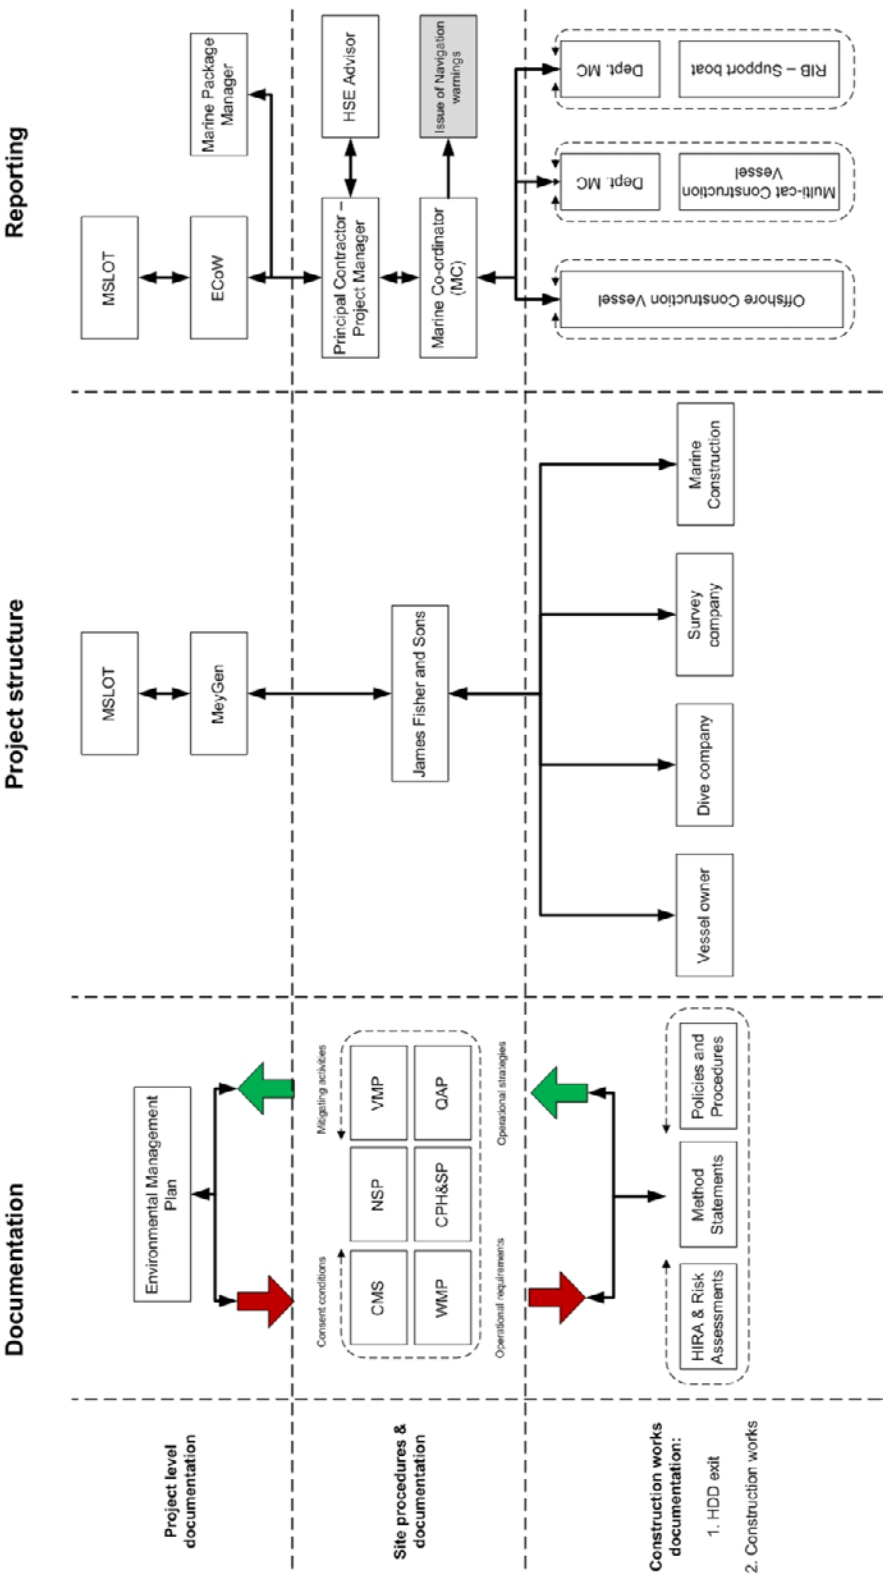 Documentation
Project structure
Reporting
Project level
documentation
Environmental Management
Plan
MSLOT
MeyGen
MSLOT
ECoW
Marine Package
Manager
Site procedures &
documentation
Consent conditions
Mitigating activities
CMS
NSP
VMP
WMP
CPH&SP
QAP
Operational requirements
Operational strategies
James Fisher and Sons
Principal Contractor –
Project Manager
HSE Advisor
Marine Co-ordinator
(MC)
Issue of Navigation
warnings
Construction works
documentation:
1. HDD exit
2. Construction works
HIRA & Risk
Assessments
Method
Statements
Policies and
Procedures
Vessel owner
Dive company
Survey
company
Marine
Construction
Offshore Construction Vessel
Dept. MC
Multi-cat Construction
Vessel
Dept. MC
RIB – Support boat